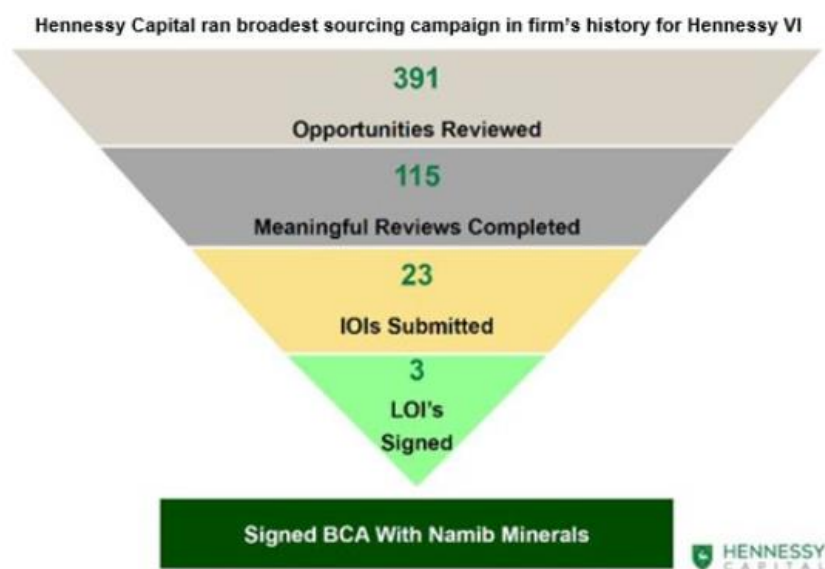 Hennessy Capital ran broadest sourcing campaign in firm's history for Hennessy VI
391
Opportunities Reviewed
115
Meaningful Reviews Completed
23
IOIs Submitted
3
LOI's
Signed
Signed BCA With Namib Minerals
HENNESSY
CAPITAL